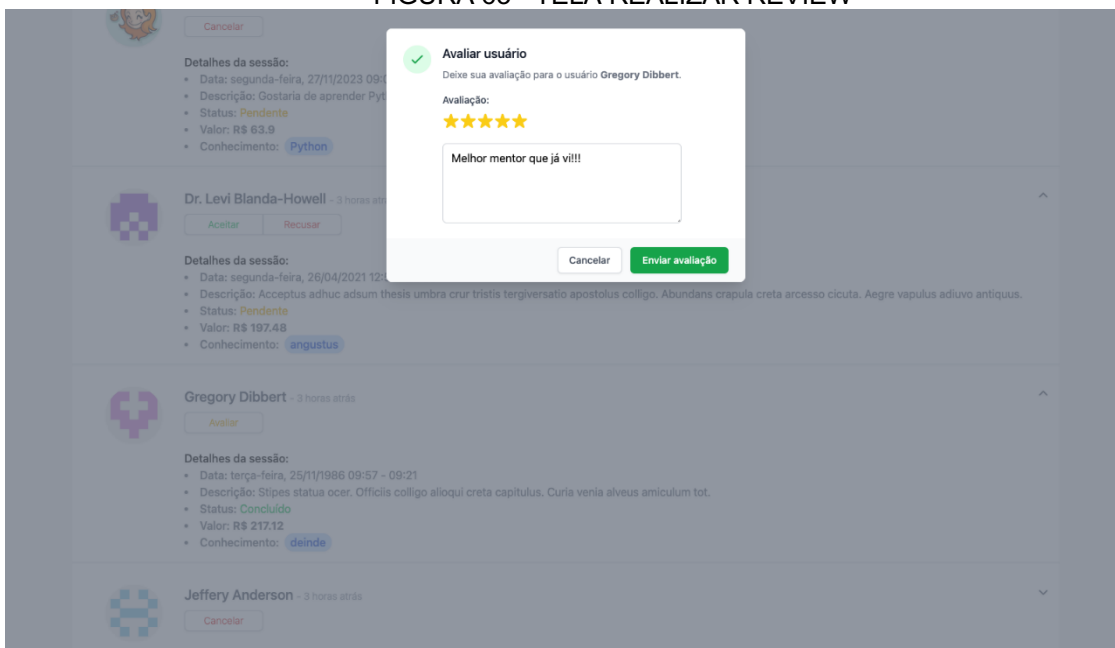 Cancelar
Avaliar usuário
Deixe sua avaliação para o usuário Gregory Dibbert.
Avaliação:
Melhor mentor que já vi!!!
Cancelar Enviar avaliação
Detalhes da sessão:
• Data: segunda-feira, 27/11/2023
• Descrição: Gostaria de aprender
• Status: Pendente
• Valor: R$ 63.9
• Conhecimento: Python
Dr. Levi Blanda-Howell - 3 horas
Aceitar Recusar
Detalhes da sessão:
• Data: segunda-feira, 26/04/2021
• Descrição: Acceptus adhuc adsum thesis umbra crur tristis tergiversatio apostolus colligo. Abundans crapula creta arcesso cicuta. Aegre vapulus adiuvo antiquus.
• Status: Pendente
• Valor: R$ 197.48
• Conhecimento: angustus
Gregory Dibbert - 3 horas atrás
Avaliar
Detalhes da sessão:
• Data: terça-feira, 25/11/1986 09:57 - 09:21
• Descrição: Stipes statua ocer. Officiis colligo alioqui creta capitulus. Curia venia alveus amiculum tot.
• Status: Concluído
• Valor: R$ 217.12
• Conhecimento: deinde
Jeffery Anderson - 3 horas atrás
Cancelar